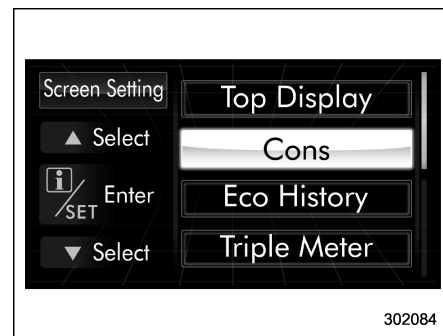 Screen Setting
Top Display
▲ Select
Cons
i/SET Enter
Eco History
▼ Select
Triple Meter
302084